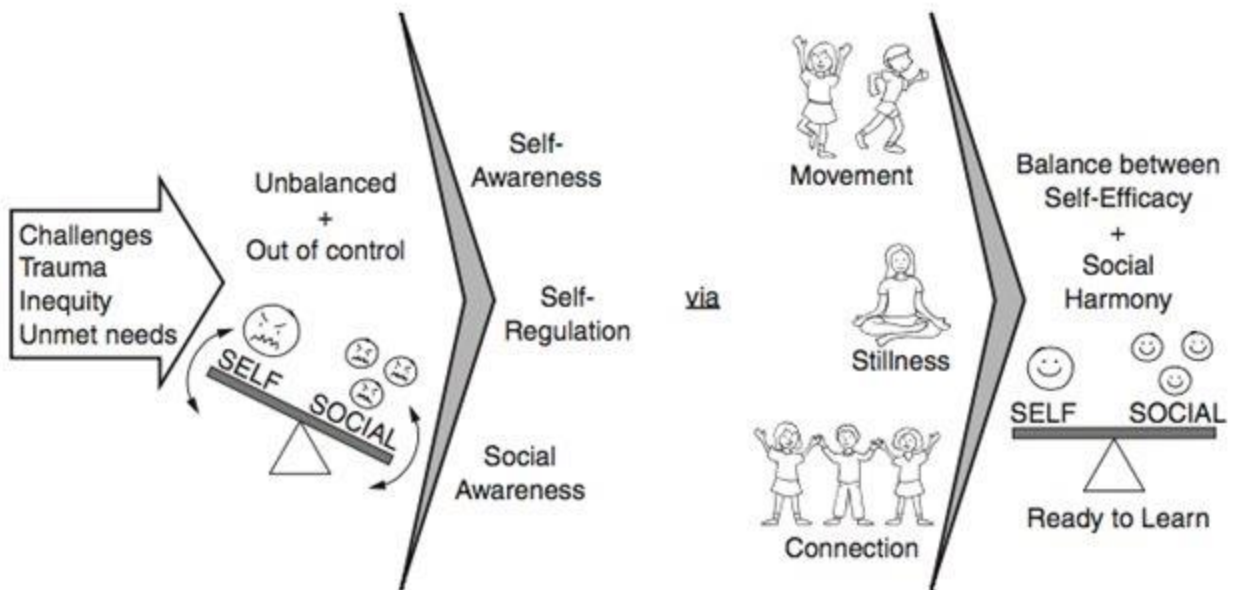 Challenges
Trauma
Inequity
Unmet needs
Unbalanced
+
Out of control
SELF
SOCIAL
Self-
Awareness
Self-
Regulation
Social
Awareness
via
Movement
Stillness
Connection
Balance between
Self-Efficacy
+
Social
Harmony
SELF SOCIAL
Ready to Learn